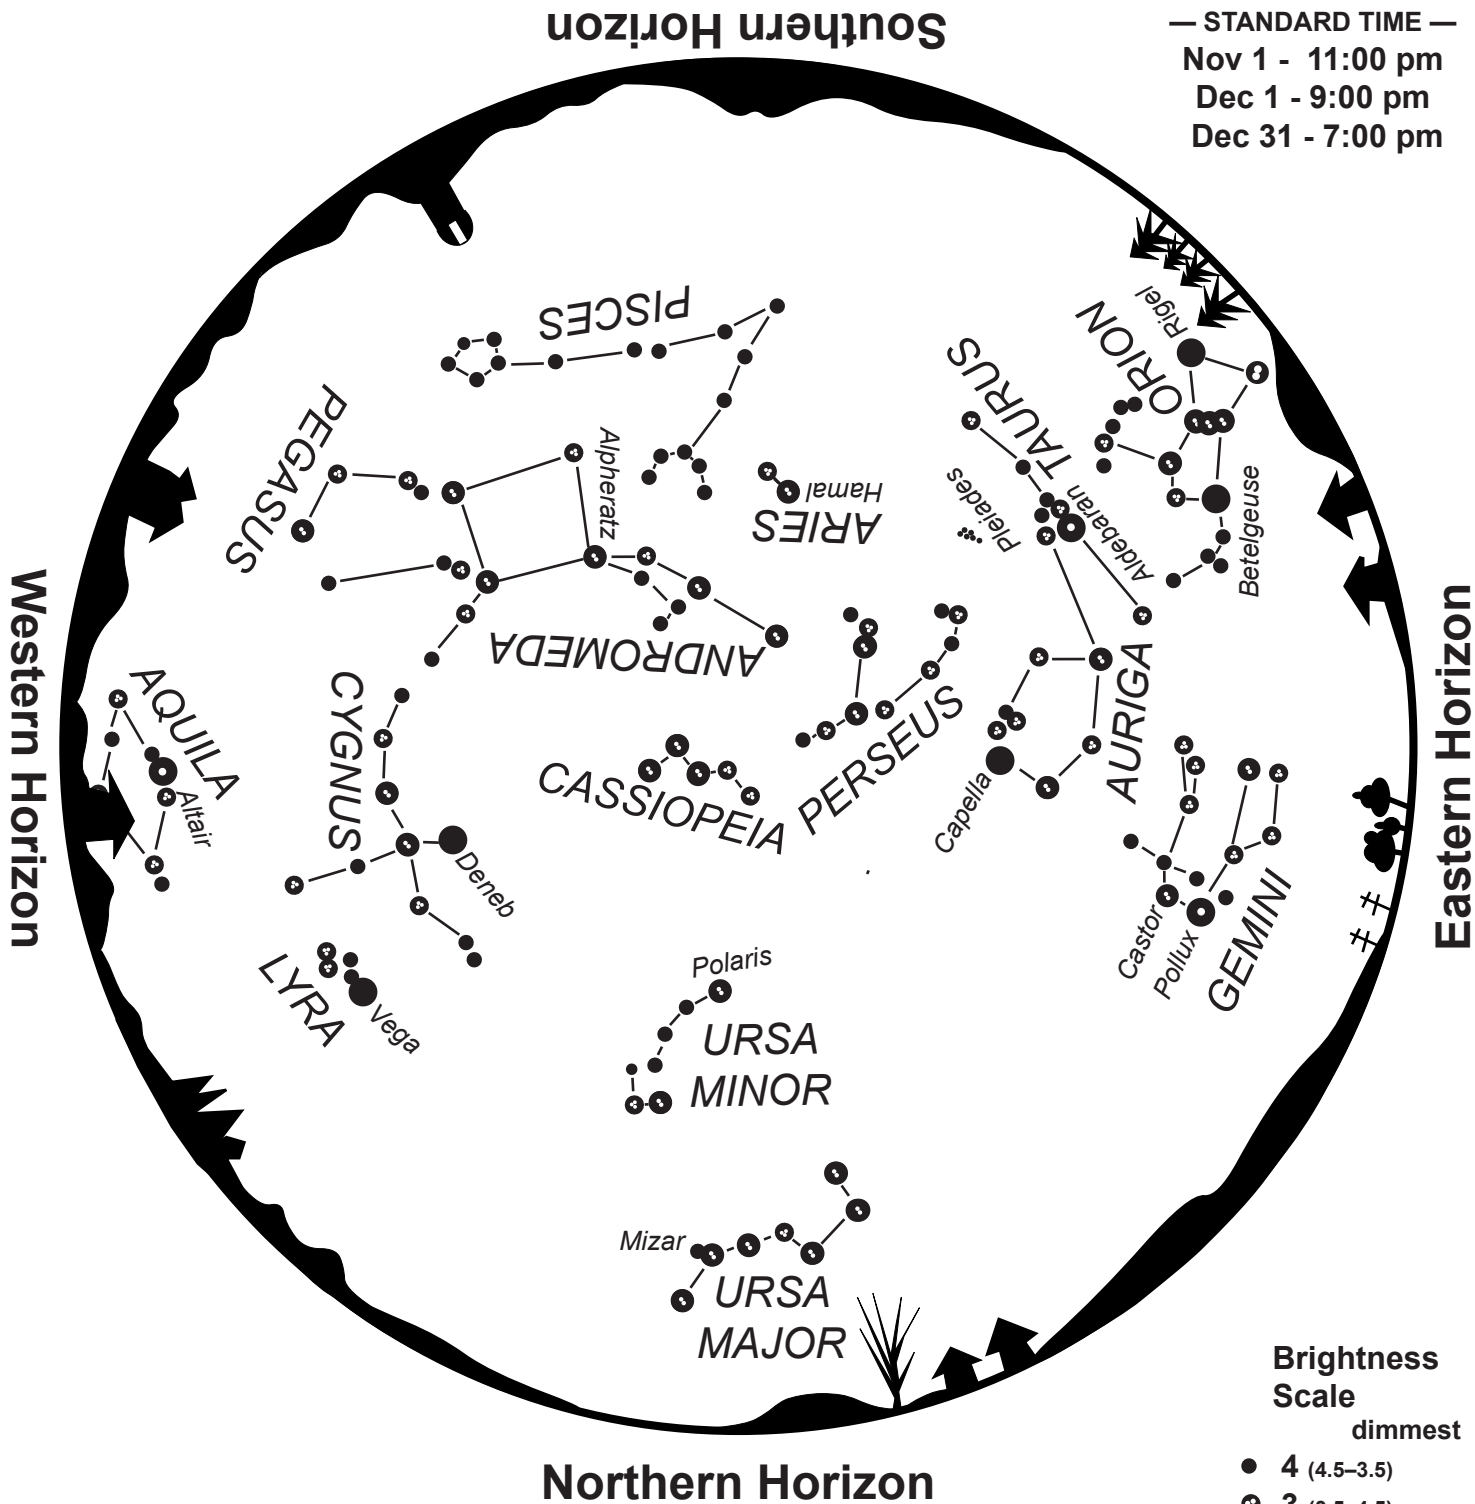 Southern Horizon
— STANDARD TIME —
Nov 1 - 11:00 pm
Dec 1 - 9:00 pm
Dec 31 - 7:00 pm
PISCES
Rigel
ORION
TAURUS
PEGASUS
Alpheratz
Hamal
ARIES
Pleiades
Aldebaran
Betelgeuse
ANDROMEDA
Western Horizon
Eastern Horizon
AQUILA
Altair
CYGNUS
Deneb
CASSIOPEIA
PERSEUS
Capella
AURIGA
Castor
Pollux
GEMINI
LYRA
Vega
Polaris
URSA
MINOR
Mizar
URSA
MAJOR
Northern Horizon
Brightness
Scale
dimmest
4 (4.5–3.5)